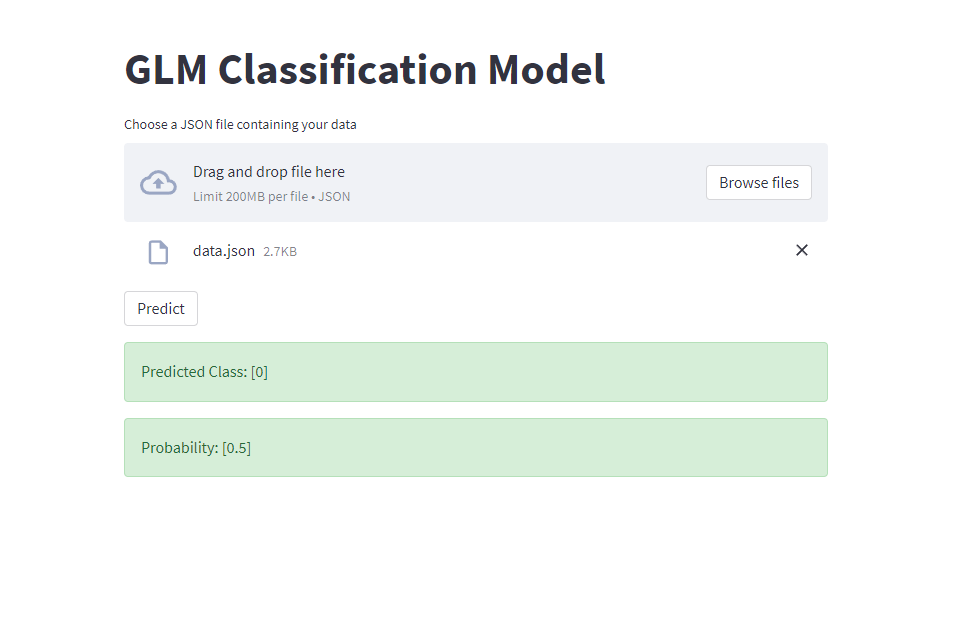 GLM Classification Model
Choose a JSON file containing your data
Drag and drop file here
Limit 200MB per file • JSON
Browse files
data.json 2.7KB
Predict
Predicted Class: [0]
Probability: [0.5]